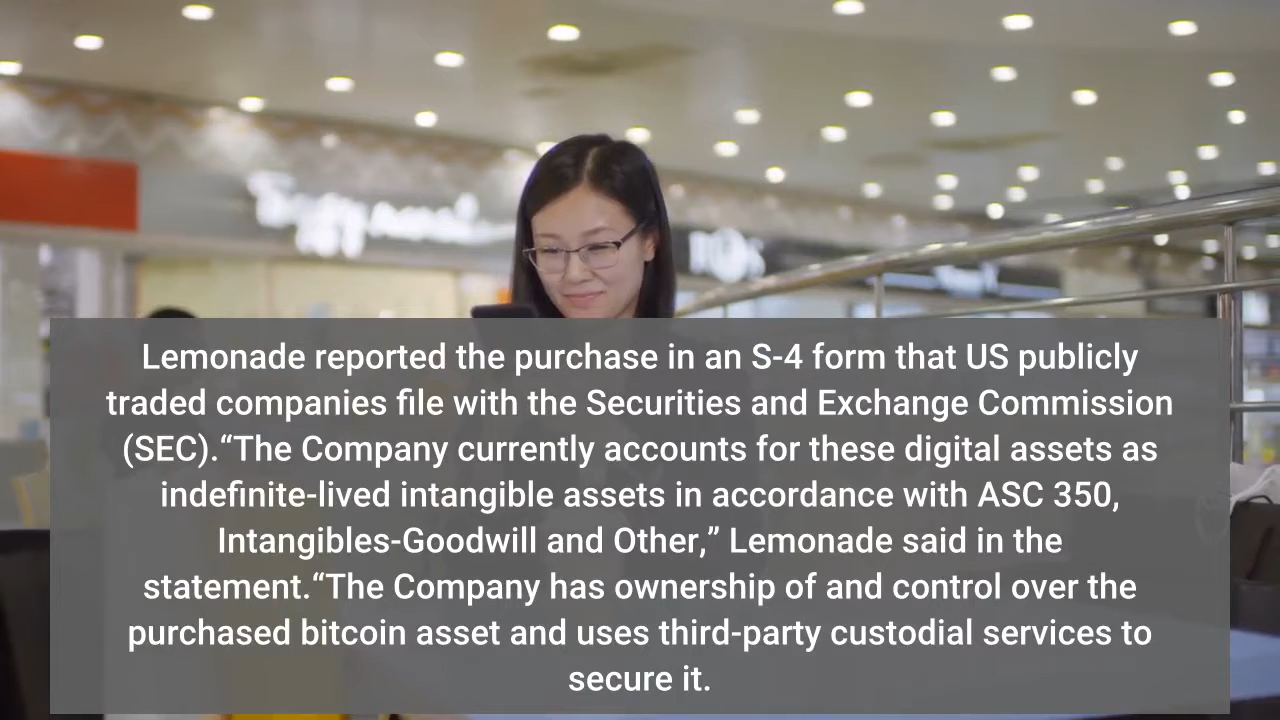 Lemonade reported the purchase in an S-4 form that US publicly
traded companies file with the Securities and Exchange Commission
(SEC).“The Company currently accounts for these digital assets as
indefinite-lived intangible assets in accordance with ASC 350,
Intangibles-Goodwill and Other,” Lemonade said in the
statement.“The Company has ownership of and control over the
purchased bitcoin asset and uses third-party custodial services to
secure it.